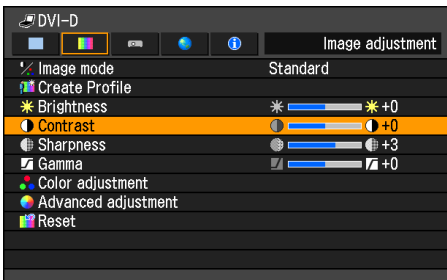 DVI-D
Image adjustment
Image mode Standard
Create Profile
Brightness +0
Contrast +0
Sharpness +3
Gamma +0
Color adjustment
Advanced adjustment
Reset